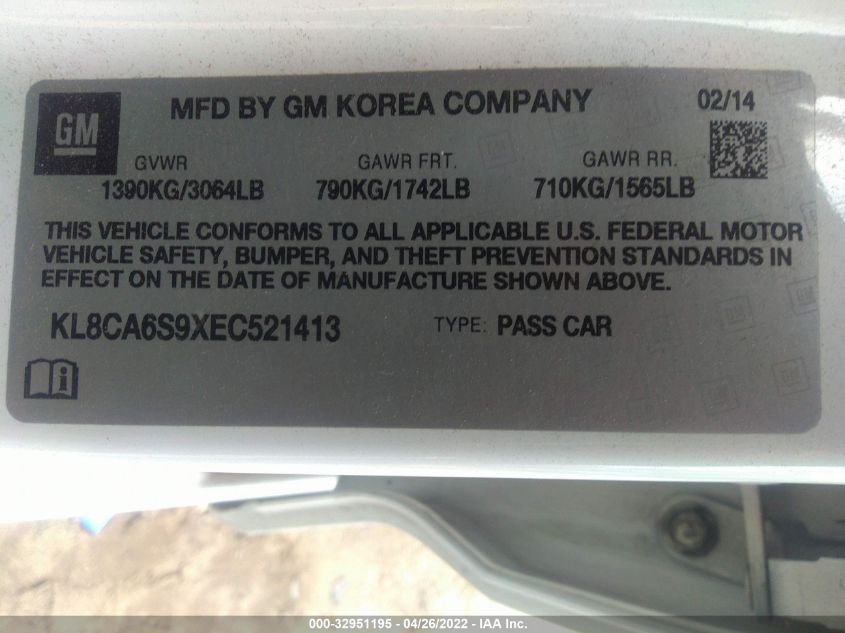 GM
MFD BY GM KOREA COMPANY
02/14
GVWR
1390KG/3064LB
GAWR FRT.
790KG/1742LB
GAWR RR.
710KG/1565LB
THIS VEHICLE CONFORMS TO ALL APPLICABLE U.S. FEDERAL MOTOR
VEHICLE SAFETY, BUMPER, AND THEFT PREVENTION STANDARDS IN
EFFECT ON THE DATE OF MANUFACTURE SHOWN ABOVE.
KL8CA6S9XEC521413
TYPE: PASS CAR
000-32951195 - 04/26/2022 - IAA Inc.